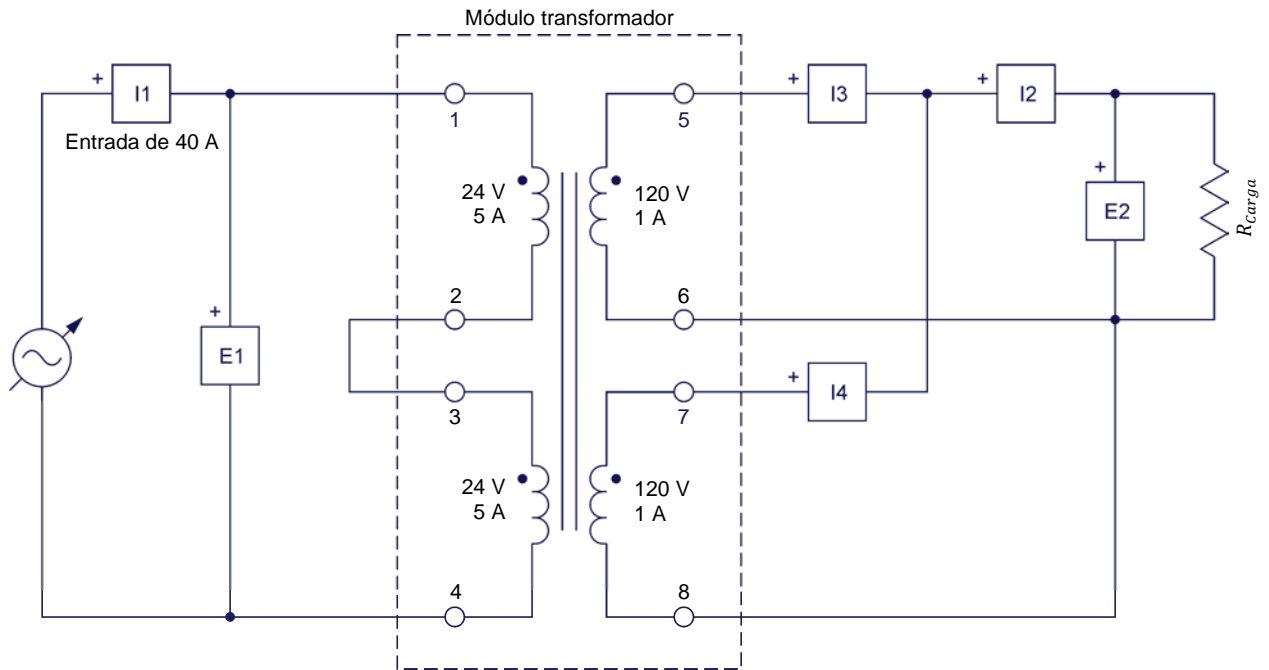 Módulo transformador
+
I1
Entrada de 40 A
1
5
+
I3
+
I2
24 V
5 A
120 V
1 A
+
E2
R_Carga
2
6
+
E1
3
7
+
I4
24 V
5 A
120 V
1 A
4
8